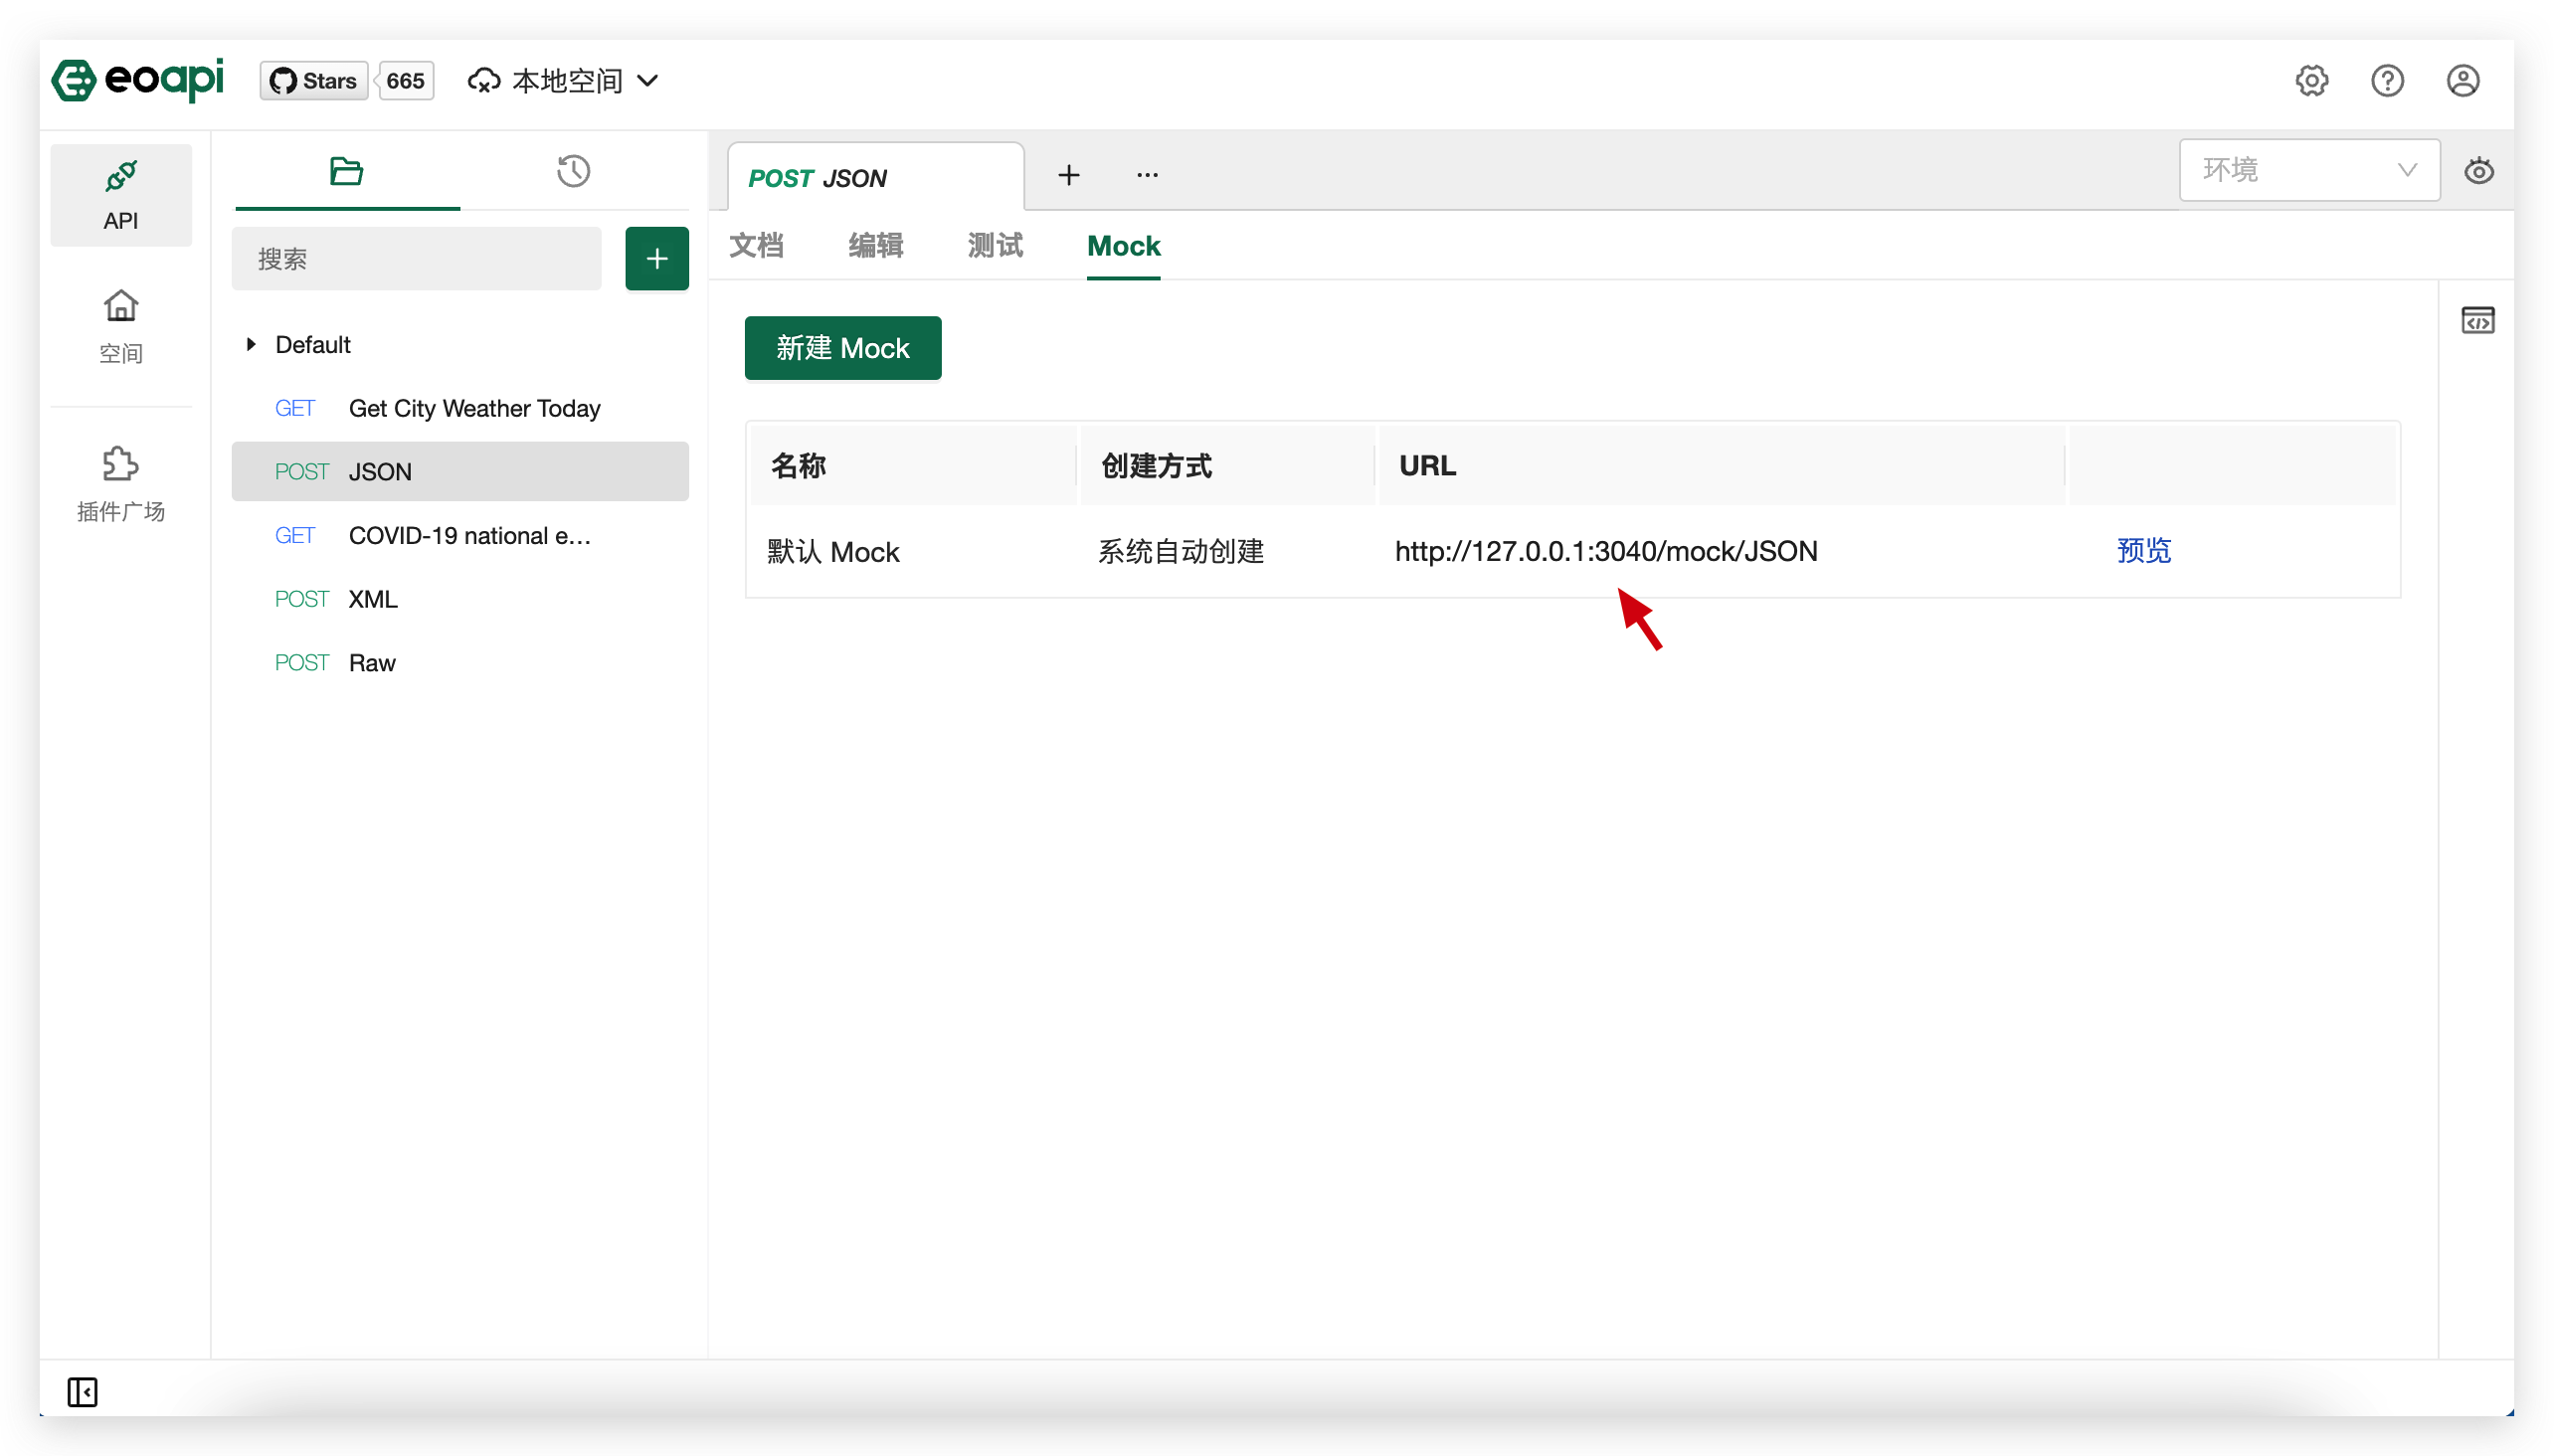 eoapi
Stars 665
本地空间
API
空间
插件广场
搜索
Default
GET Get City Weather Today
POST JSON
GET COVID-19 national e...
POST XML
POST Raw
POST JSON
环境
文档 编辑 测试 Mock
新建 Mock
名称 创建方式 URL
默认 Mock 系统自动创建 http://127.0.0.1:3040/mock/JSON 预览